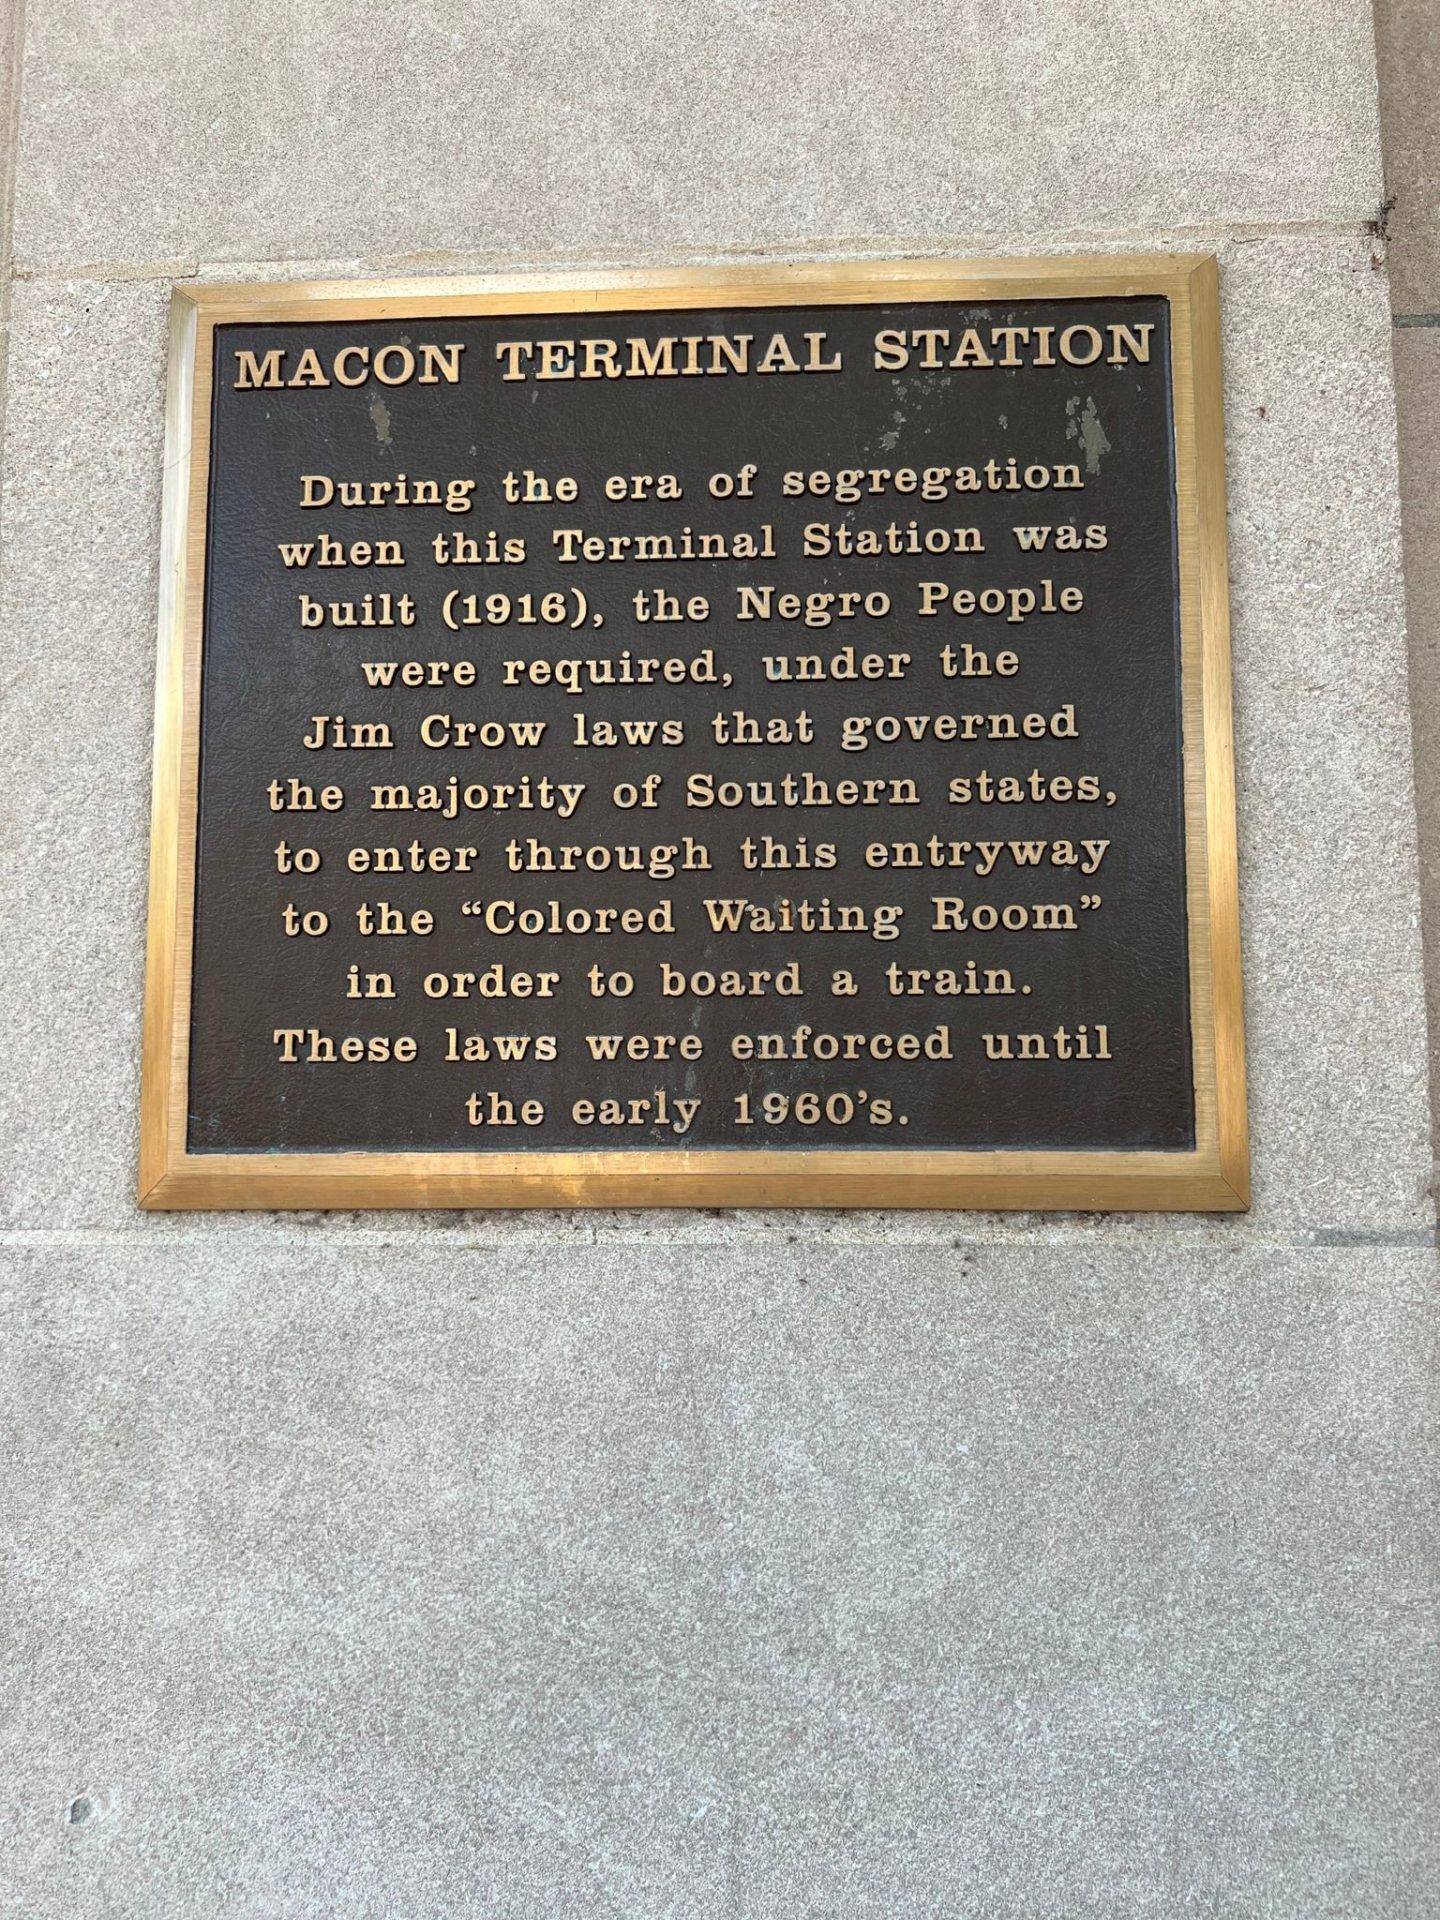 MACON TERMINAL STATION
During the era of segregation
when this Terminal Station was
built (1916), the Negro People
were required, under the
Jim Crow laws that governed
the majority of Southern states,
to enter through this entryway
to the “Colored Waiting Room”
in order to board a train.
These laws were enforced until
the early 1960’s.